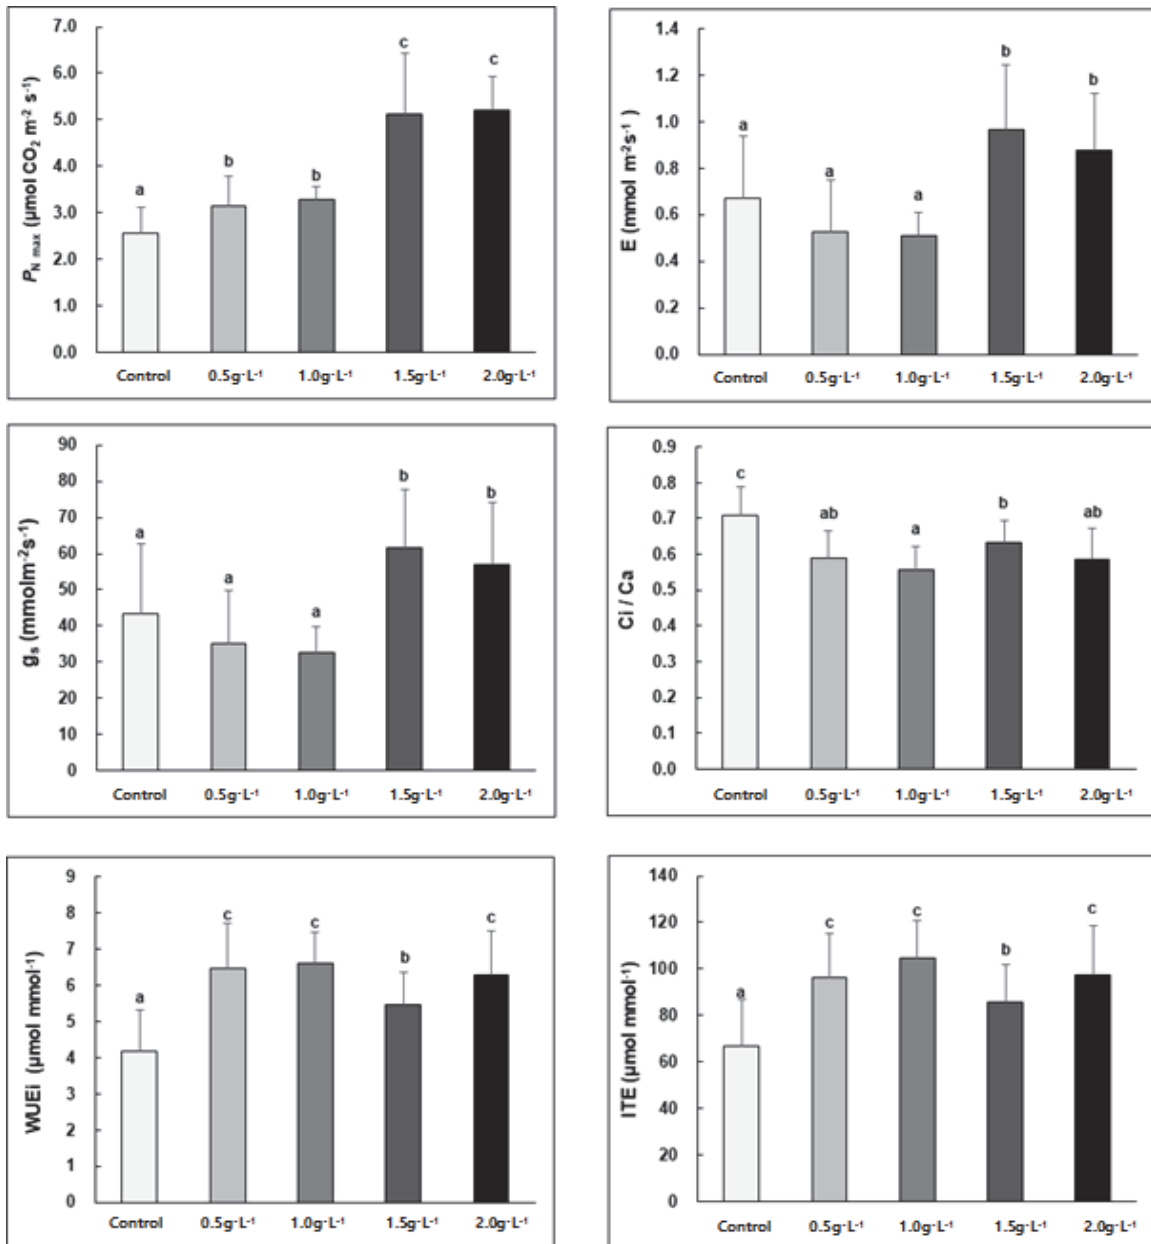 7.0
6.0
5.0
4.0
3.0
2.0
1.0
0.0
P_N max (μmol CO₂ m⁻² s⁻¹)
a
b
b
c
c
Control 0.5g·L⁻¹ 1.0g·L⁻¹ 1.5g·L⁻¹ 2.0g·L⁻¹
1.4
1.2
1.0
0.8
0.6
0.4
0.2
0.0
E (mmol m⁻²s⁻¹)
a
a
a
b
b
Control 0.5g·L⁻¹ 1.0g·L⁻¹ 1.5g·L⁻¹ 2.0g·L⁻¹
90
80
70
60
50
40
30
20
10
0
gₛ (mmolm⁻²s⁻¹)
a
a
a
b
b
Control 0.5g·L⁻¹ 1.0g·L⁻¹ 1.5g·L⁻¹ 2.0g·L⁻¹
0.9
0.8
0.7
0.6
0.5
0.4
0.3
0.2
0.1
0.0
Ci / Ca
c
ab
a
b
ab
Control 0.5g·L⁻¹ 1.0g·L⁻¹ 1.5g·L⁻¹ 2.0g·L⁻¹
9
8
7
6
5
4
3
2
1
0
WUEi (μmol mmol⁻¹)
a
c
c
b
c
Control 0.5g·L⁻¹ 1.0g·L⁻¹ 1.5g·L⁻¹ 2.0g·L⁻¹
140
120
100
80
60
40
20
0
ITE (μmol mmol⁻¹)
a
c
c
b
c
Control 0.5g·L⁻¹ 1.0g·L⁻¹ 1.5g·L⁻¹ 2.0g·L⁻¹